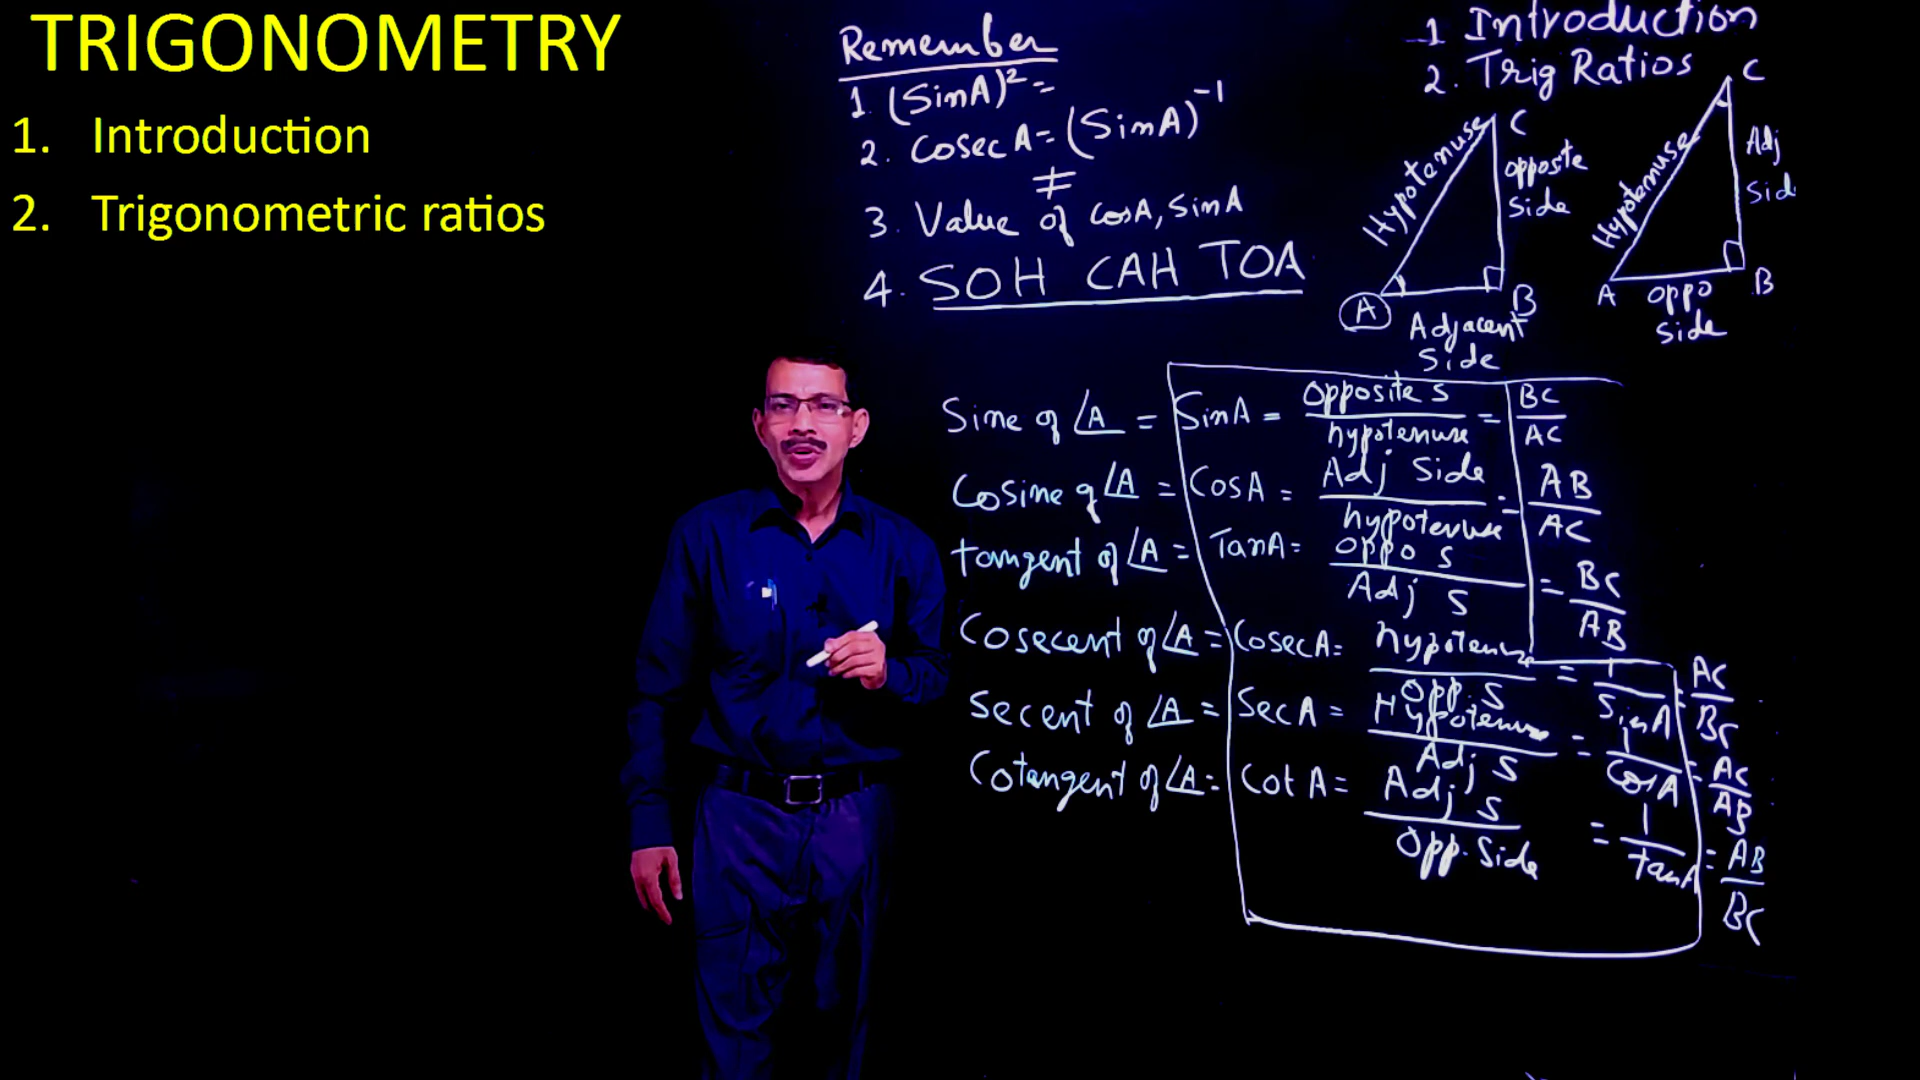 TRIGONOMETRY
1. Introduction
2. Trigonometric ratios
Remember
1. (SinA)² =
2. CosecA = (SinA)⁻¹
≠
3. Value of CosA, SinA
4. SOH CAH TOA
1 Introduction
2. Trig Ratios
Hypotenuse
C
opposite
Side
A
B
Adjacent
Side
C
Hypotenuse
Adj
Sid
A
oppo
B
Side
Sine of ∠A = SinA = Opposite S / hypotenuse = BC / AC
Cosine of ∠A = CosA = Adj Side / hypotenuse = AB / AC
tangent of ∠A = TanA = Oppo S / Adj S = BC / AB
Cosecent of ∠A = CosecA = hypotenuse / Opp. S = 1 / SinA = AC / BC
Secent of ∠A = SecA = Hypotenuse / Adj S = 1 / CosA = AC / AB
Cotangent of ∠A = Cot A = Adj S / Opp. Side = 1 / tanA = AB / BC